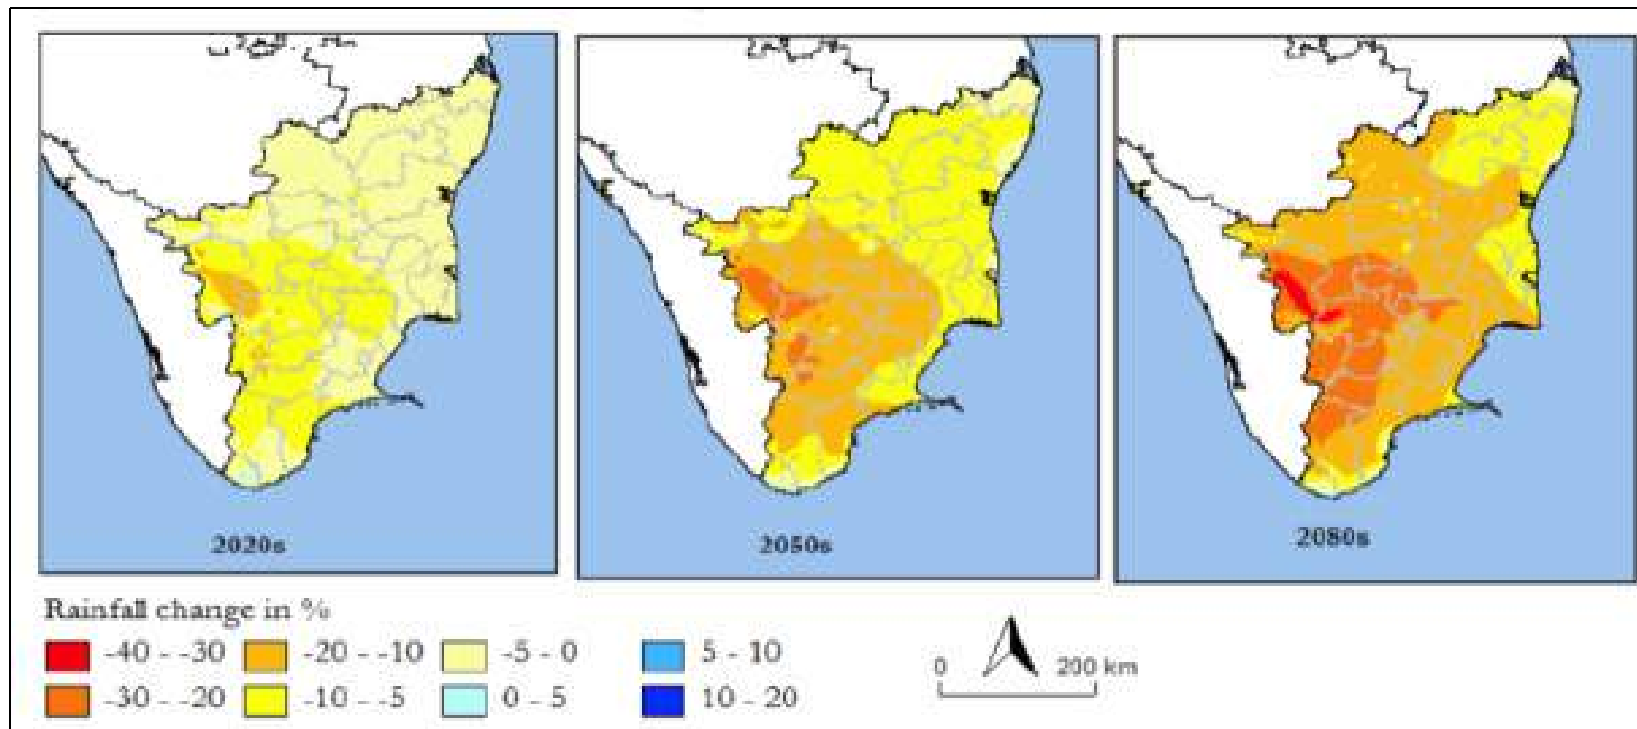 2020s
2050s
2080s
Rainfall change in %
-40 - -30
-20 - -10
-5 - 0
5 - 10
-30 - -20
-10 - -5
0 - 5
10 - 20
0
200 km